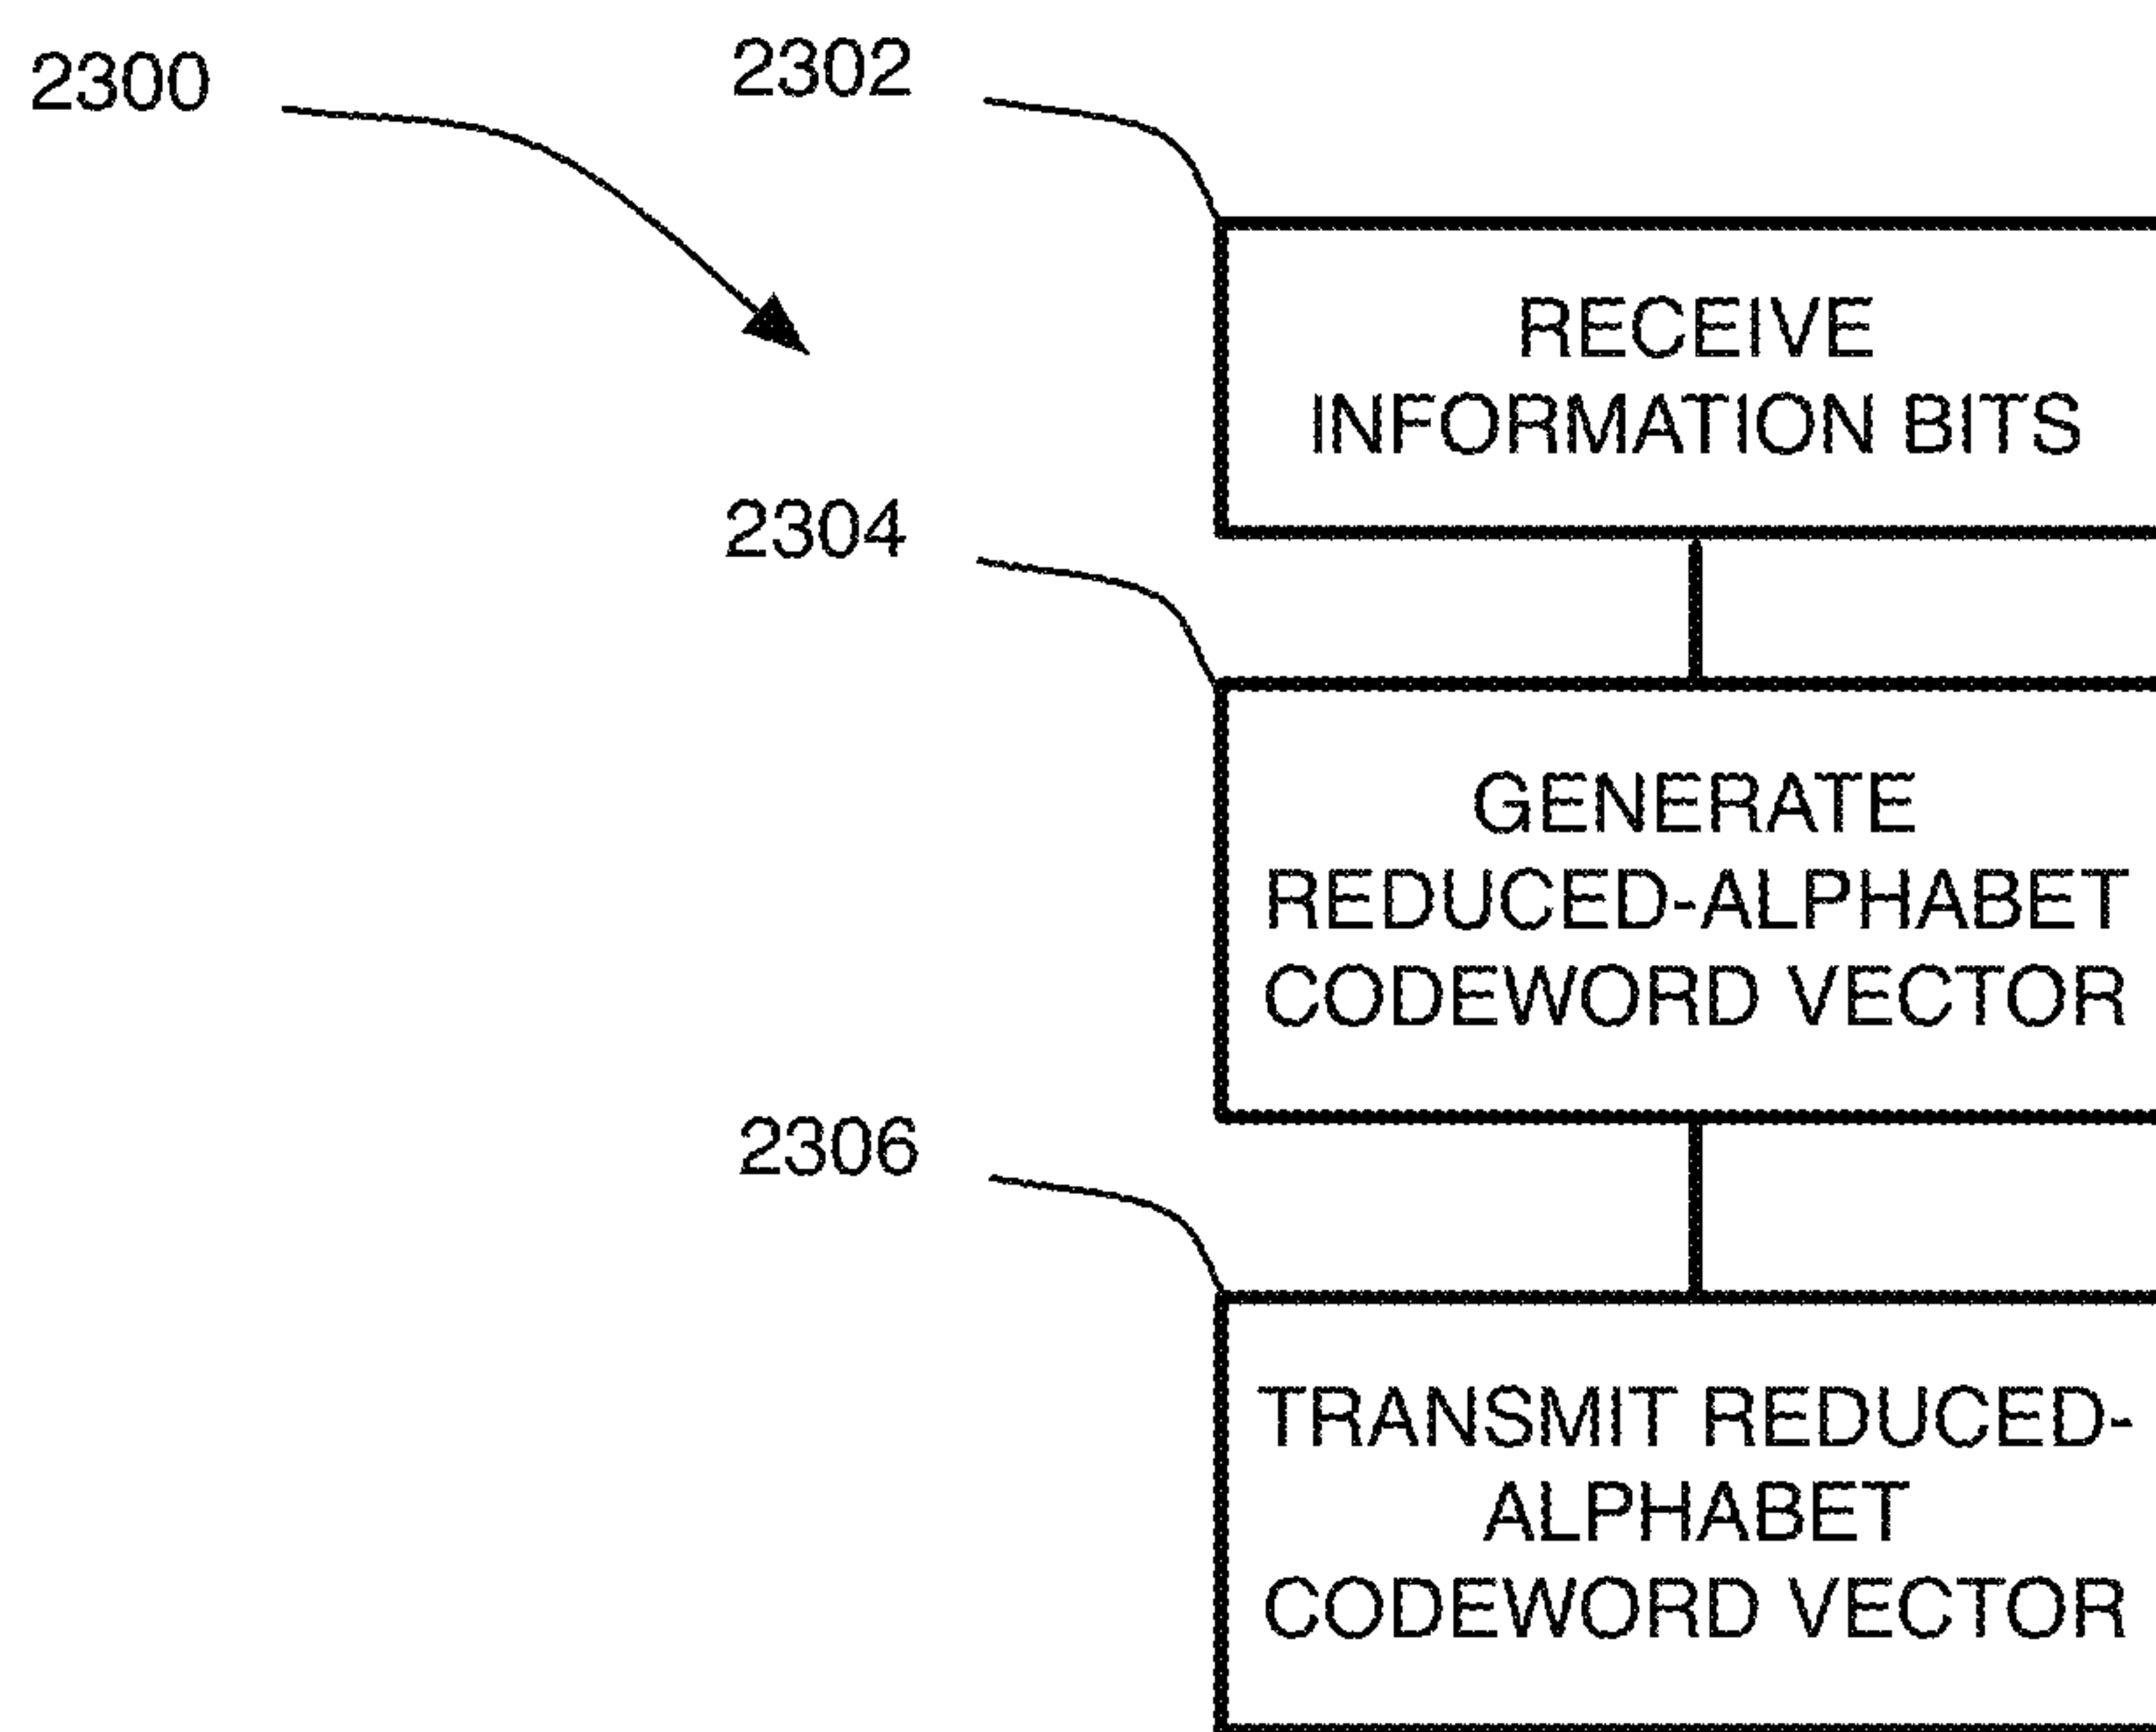 2300
2302
RECEIVE
INFORMATION BITS
2304
GENERATE
REDUCED-ALPHABET
CODEWORD VECTOR
2306
TRANSMIT REDUCED-
ALPHABET
CODEWORD VECTOR